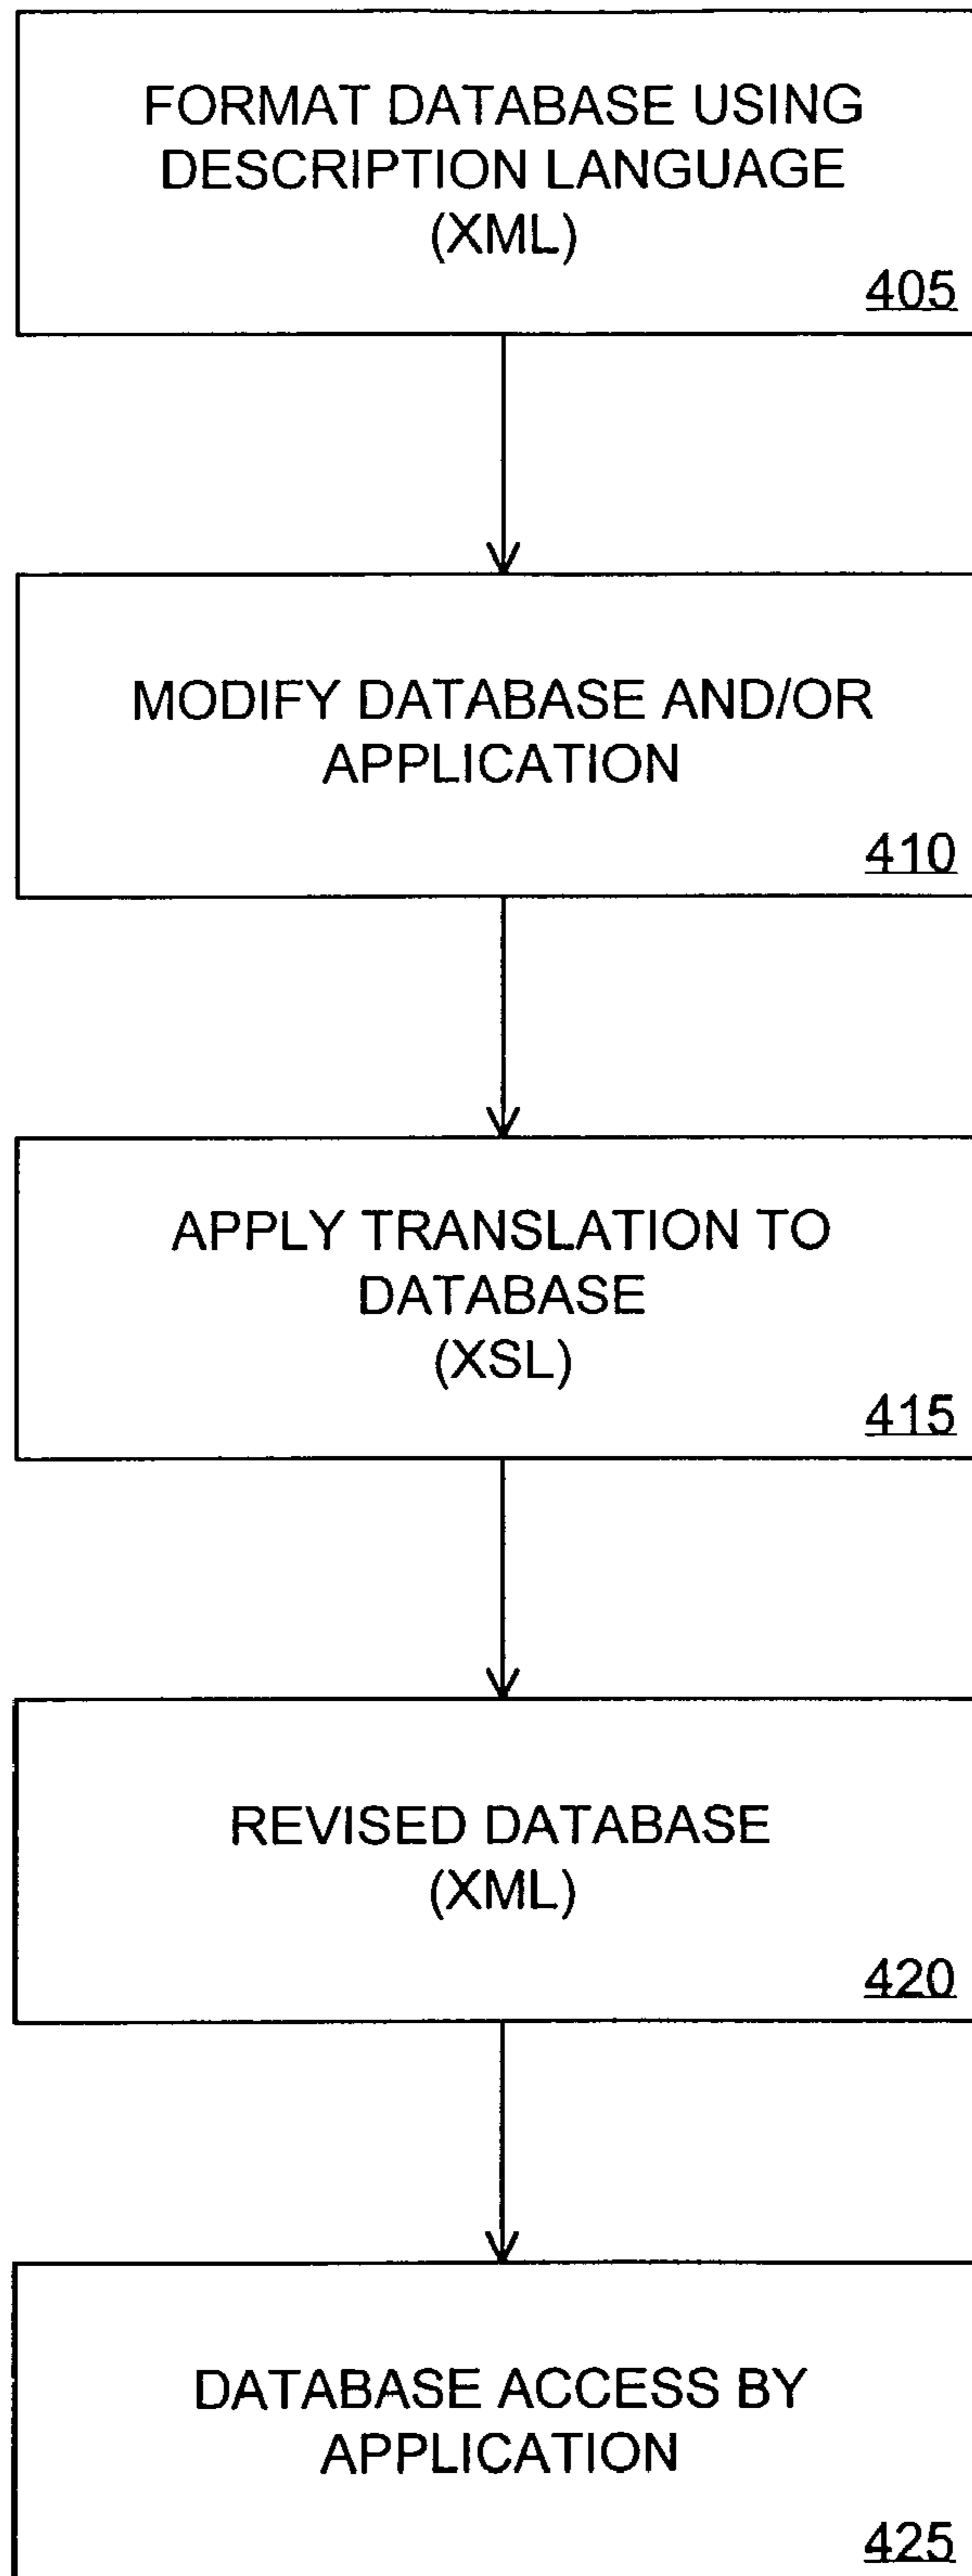 FORMAT DATABASE USING
DESCRIPTION LANGUAGE
(XML)
405
MODIFY DATABASE AND/OR
APPLICATION
410
APPLY TRANSLATION TO
DATABASE
(XSL)
415
REVISED DATABASE
(XML)
420
DATABASE ACCESS BY
APPLICATION
425